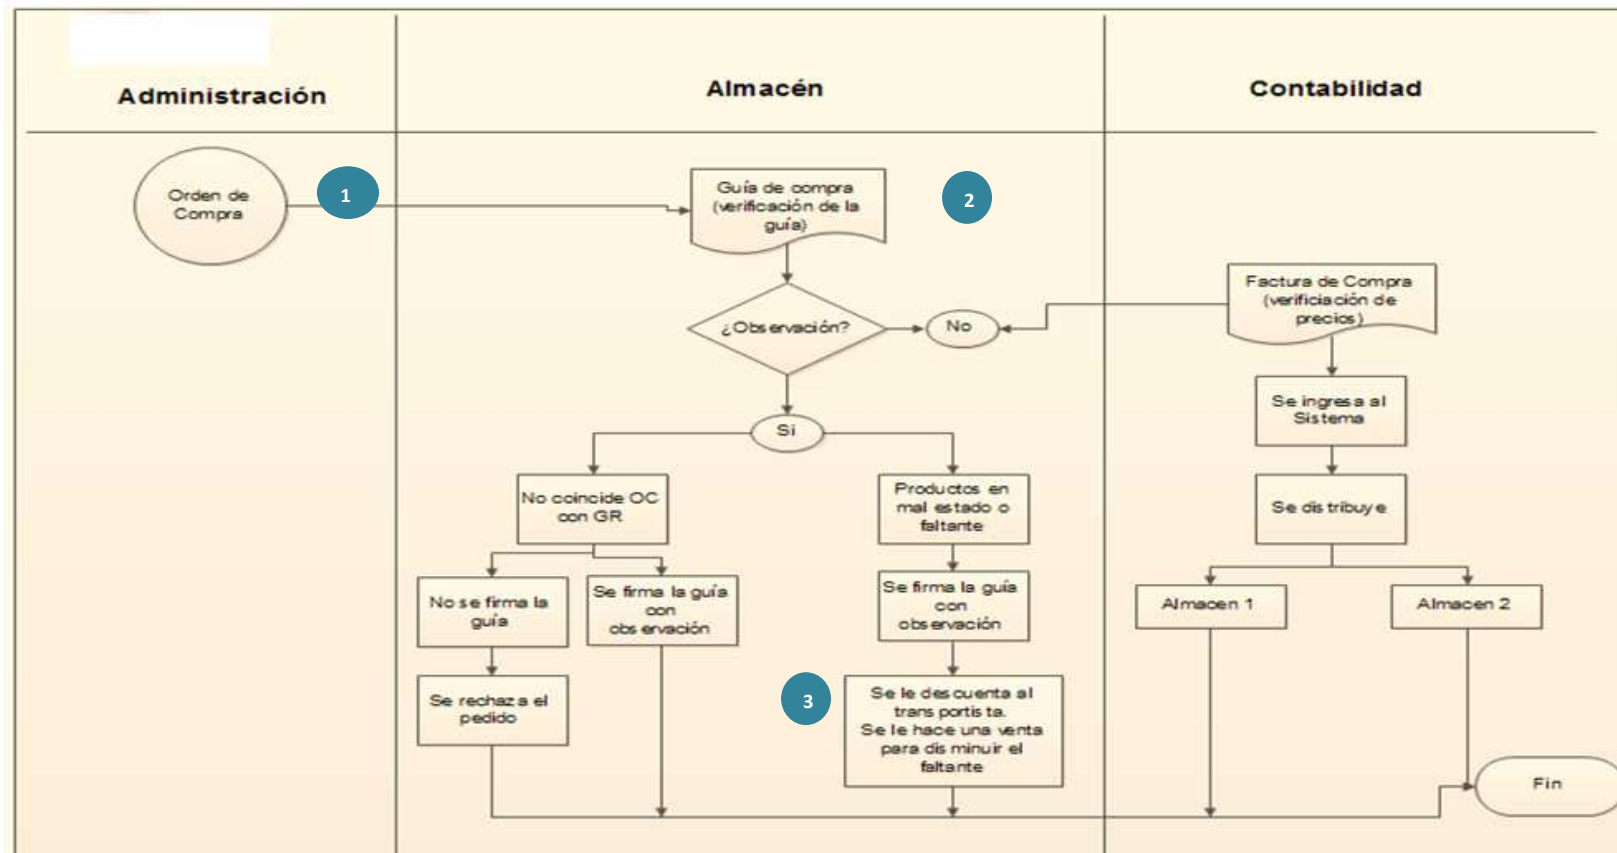 Administración
Almacén
Contabilidad
Orden de
Compra
1
Guía de compra
(verificación de la
guía)
2
Factura de Compra
(verificiación de
precios)
¿Observación?
No
Si
Se ingresa al
Sistema
No coincide OC
con GR
Productos en
mal estado o
faltante
Se distribuye
No se firma la
guía
Se firma la guía
con
observación
Se firma la guía
con
observación
Almacen 1
Almacen 2
Se rechaza el
pedido
3
Se le descuenta al
transportista.
Se le hace una venta
para disminuir el
faltante
Fin